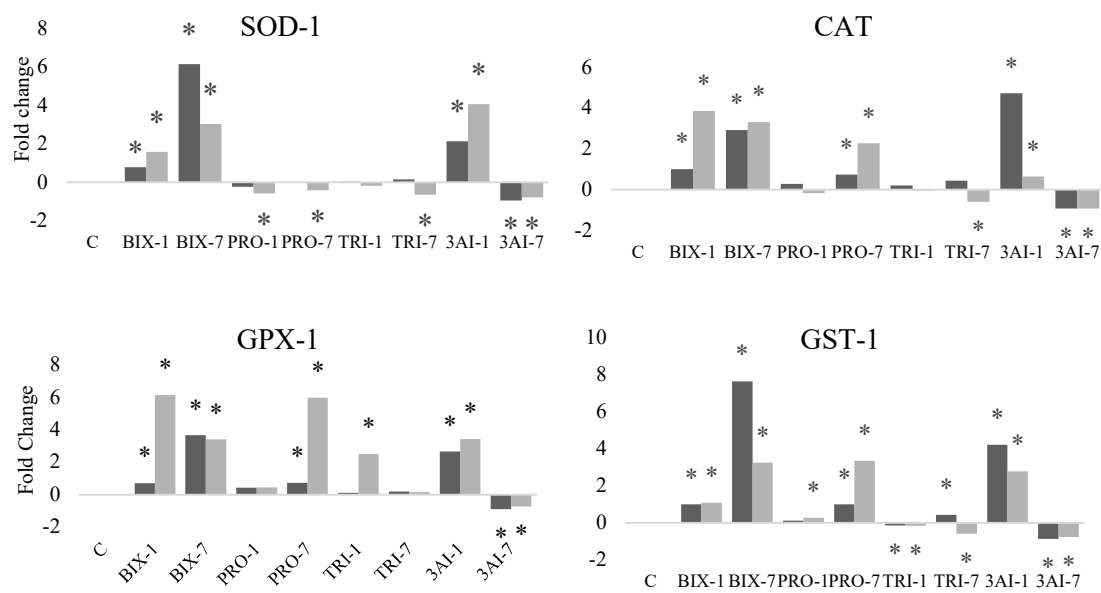 SOD-1
8
6
4
2
0
-2
Fold change
* * * * * * * * * * *
C BIX-1 BIX-7 PRO-1 PRO-7 TRI-1 TRI-7 3AI-1 3AI-7
CAT
6
4
2
0
-2
* * * * * * * * * * *
C BIX-1 BIX-7 PRO-1 PRO-7 TRI-1 TRI-7 3AI-1 3AI-7
GPX-1
8
6
4
2
0
-2
Fold Change
* * * * * * * * * * *
C BIX-1 BIX-7 PRO-1 PRO-7 TRI-1 TRI-7 3AI-1 3AI-7
GST-1
10
8
6
4
2
0
-2
* * * * * * * * * * * * * * *
C BIX-1 BIX-7 PRO-1 PRO-7 TRI-1 TRI-7 3AI-1 3AI-7